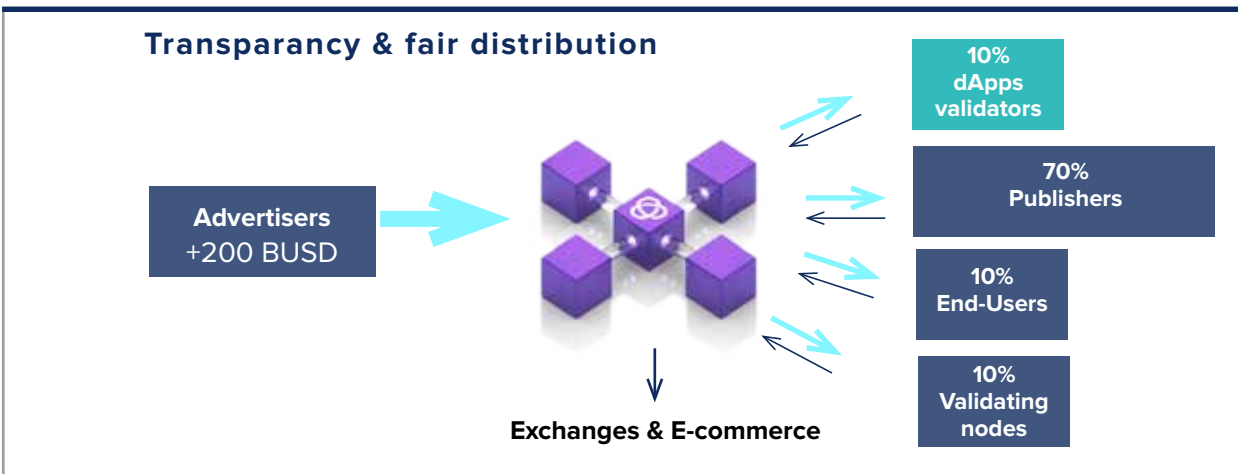 Transparancy & fair distribution
10%
dApps
validators
70%
Publishers
Advertisers
+200 BUSD
10%
End-Users
10%
Validating
nodes
Exchanges & E-commerce